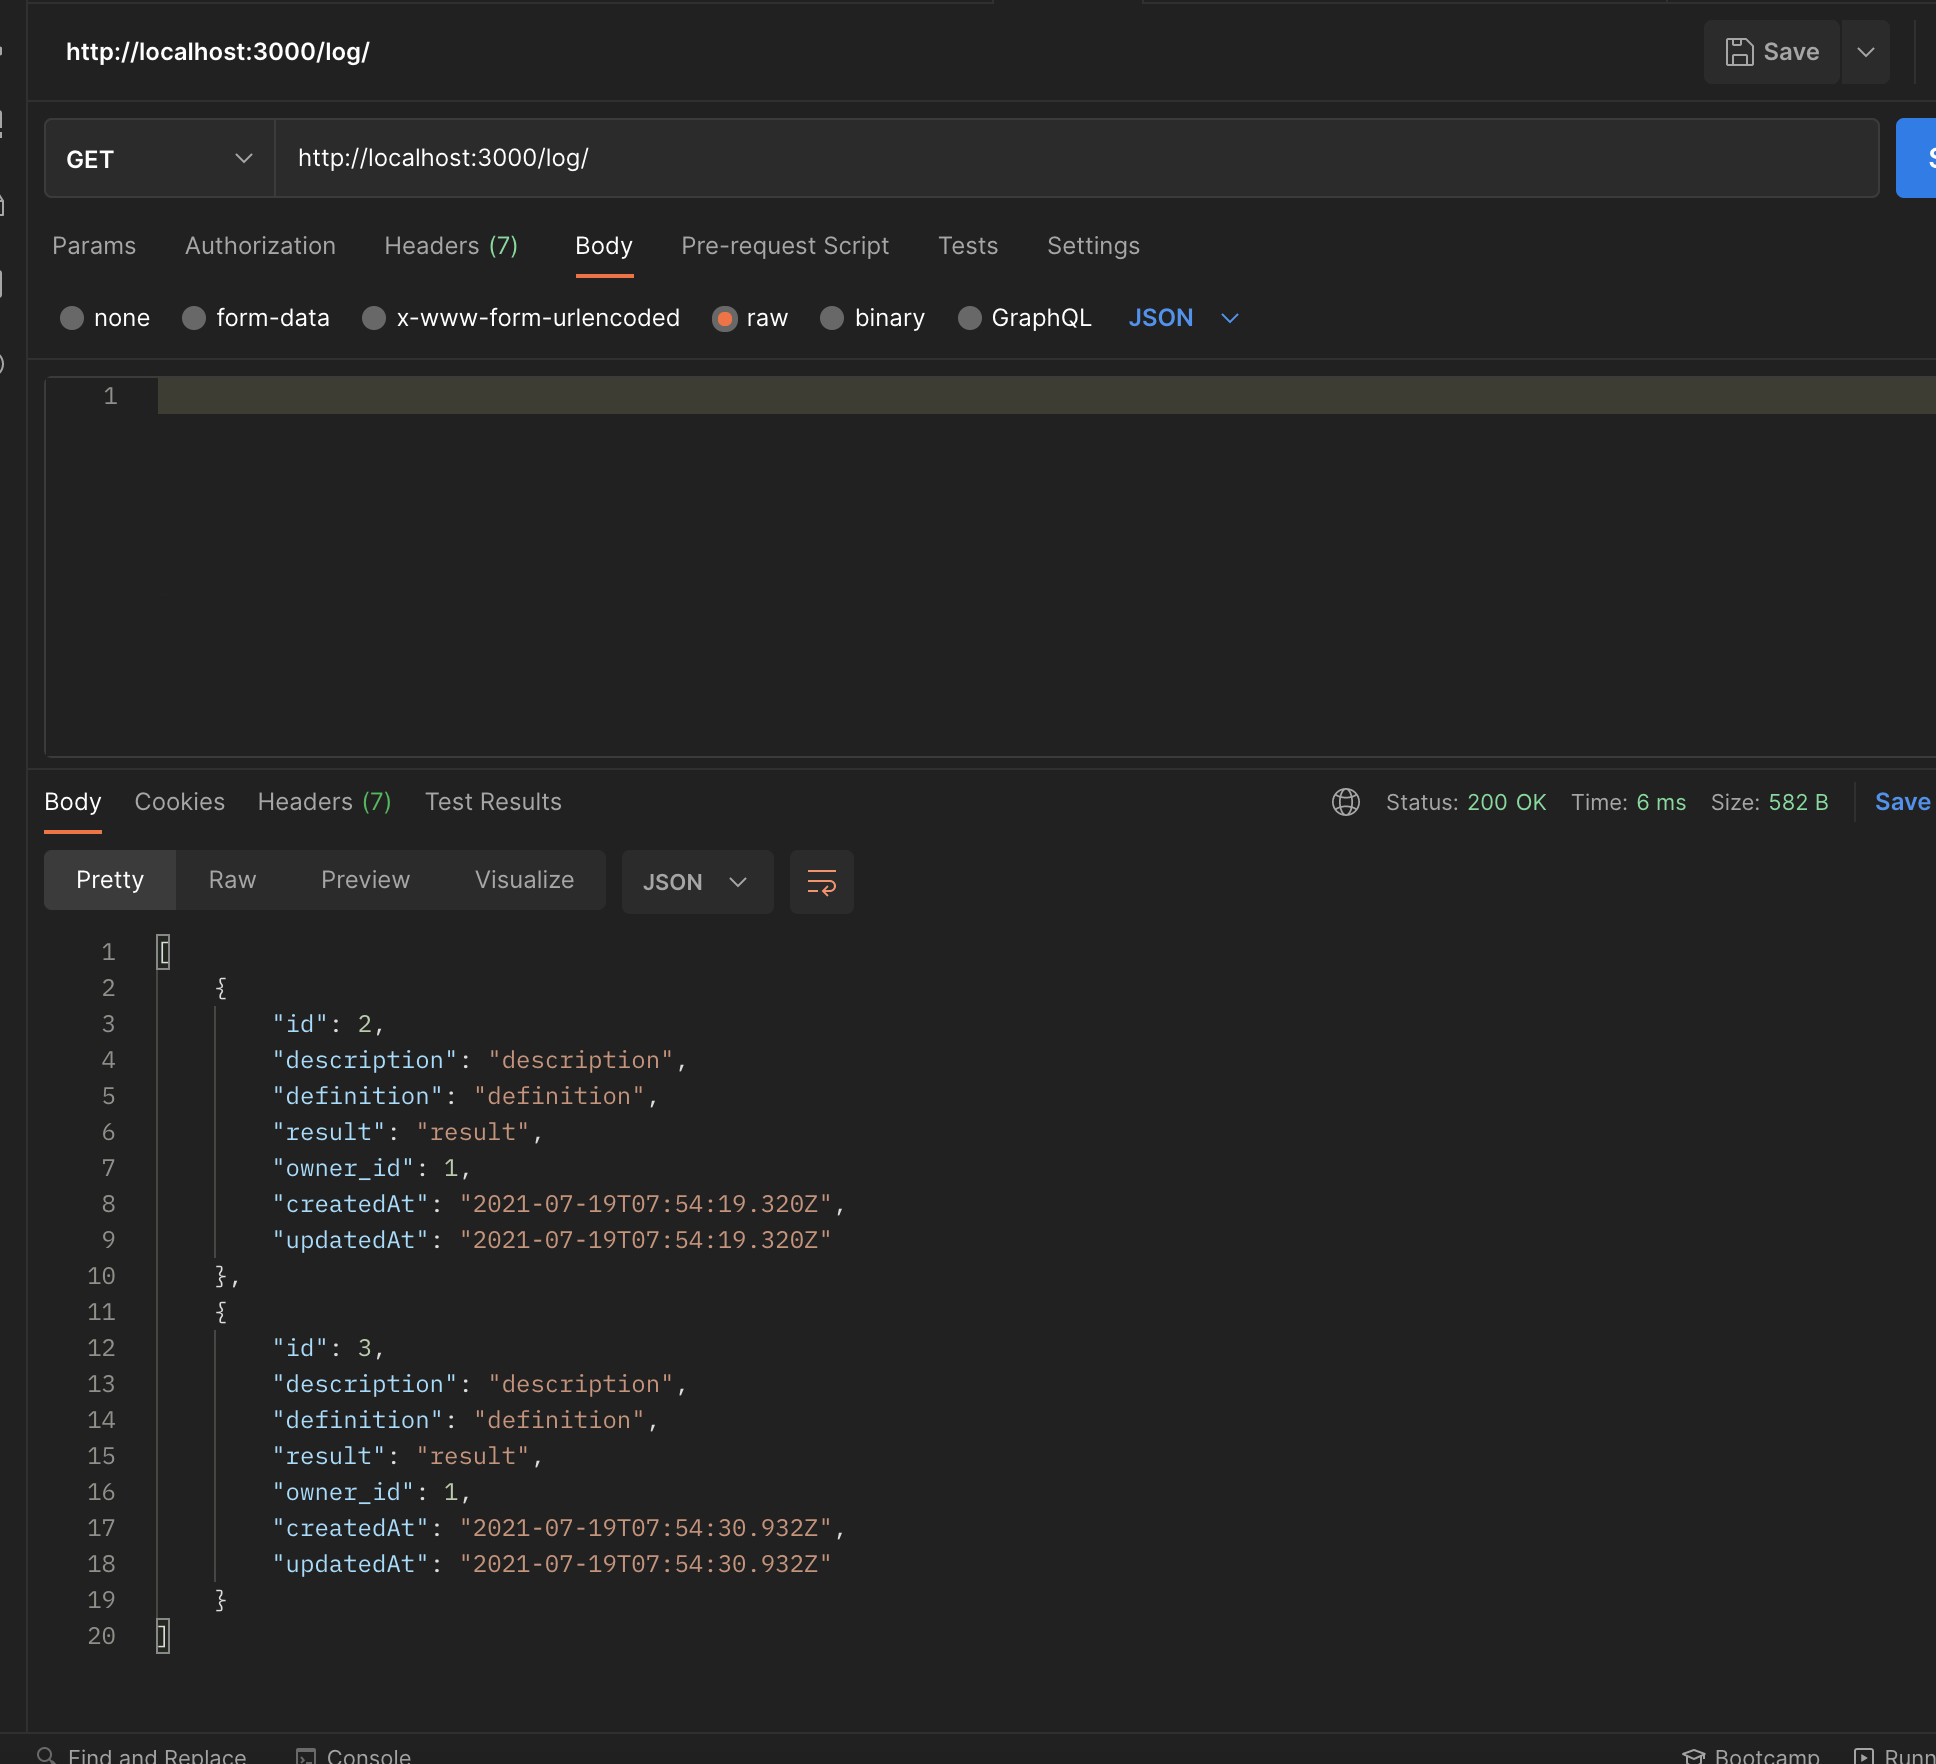 http://localhost:3000/log/
Save
GET http://localhost:3000/log/
Params Authorization Headers (7) Body Pre-request Script Tests Settings
none form-data x-www-form-urlencoded raw binary GraphQL JSON
1
Body Cookies Headers (7) Test Results Status: 200 OK Time: 6 ms Size: 582 B Save
Pretty Raw Preview Visualize JSON
1 [
2 {
3 "id": 2,
4 "description": "description",
5 "definition": "definition",
6 "result": "result",
7 "owner_id": 1,
8 "createdAt": "2021-07-19T07:54:19.320Z",
9 "updatedAt": "2021-07-19T07:54:19.320Z"
10 },
11 {
12 "id": 3,
13 "description": "description",
14 "definition": "definition",
15 "result": "result",
16 "owner_id": 1,
17 "createdAt": "2021-07-19T07:54:30.932Z",
18 "updatedAt": "2021-07-19T07:54:30.932Z"
19 }
20 ]
Find and Replace Console Bootcamp Runn